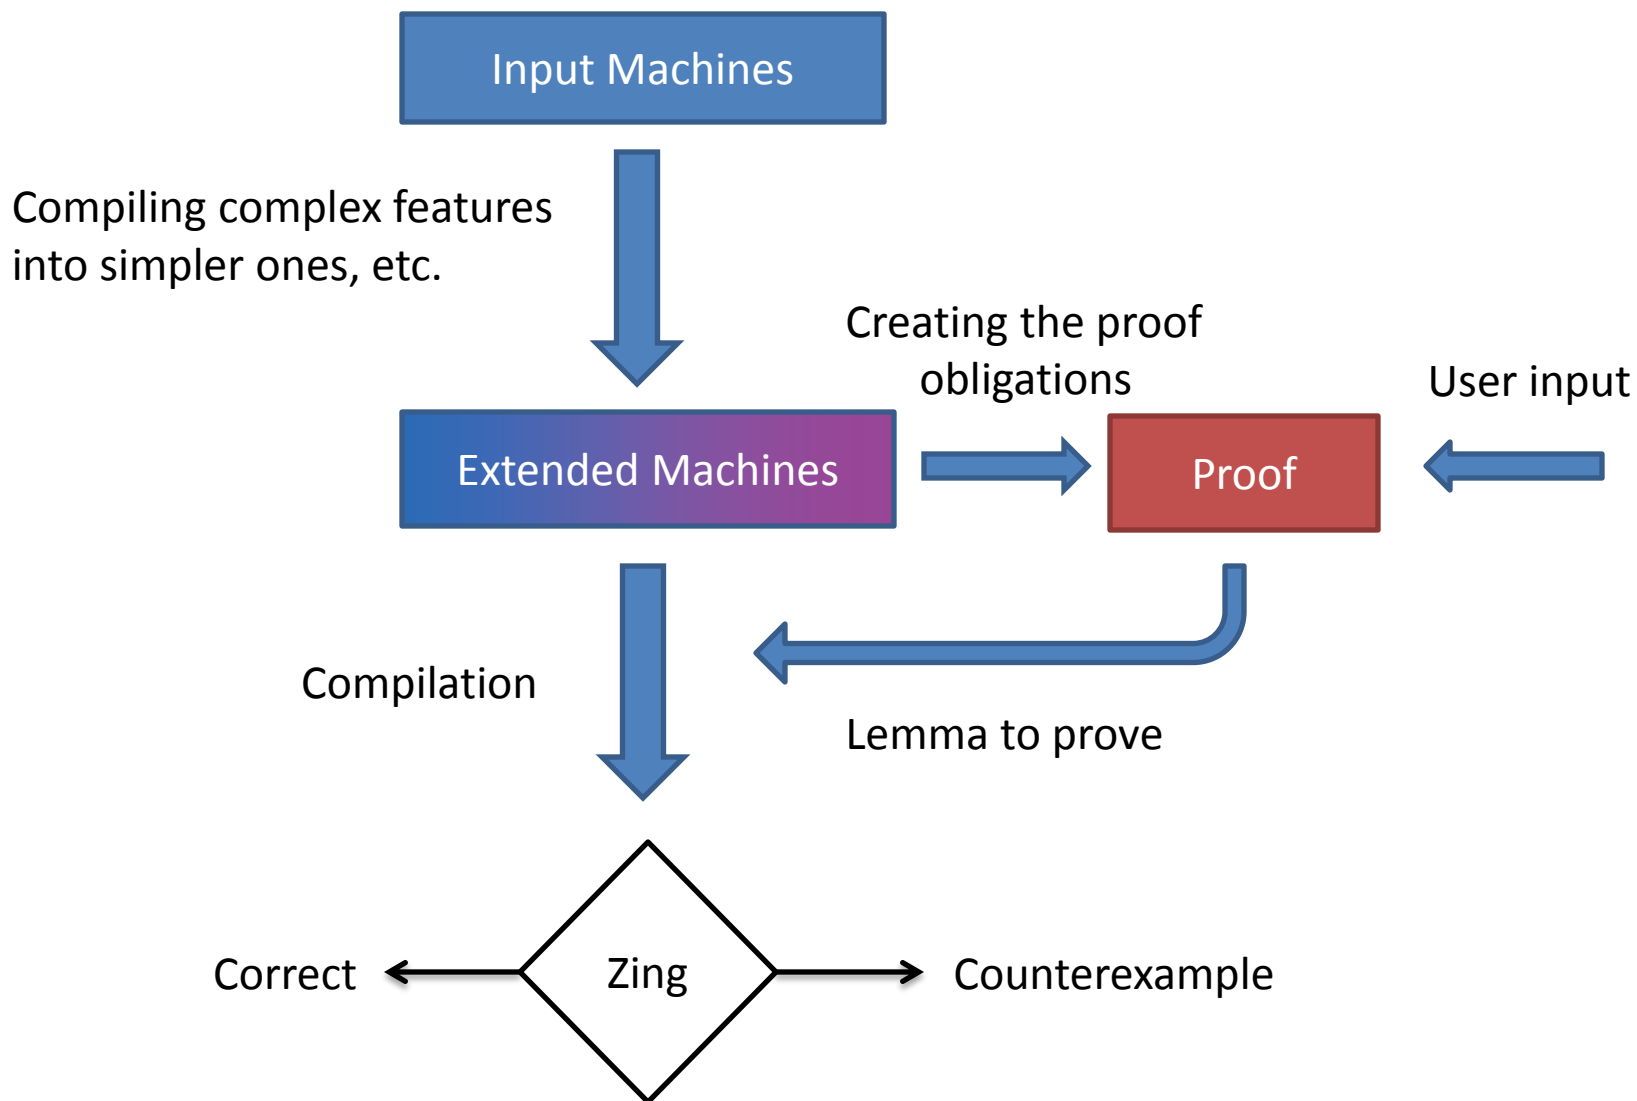 Input Machines
Compiling complex features
into simpler ones, etc.
Creating the proof
obligations
User input
Extended Machines
Proof
Compilation
Lemma to prove
Correct
Zing
Counterexample